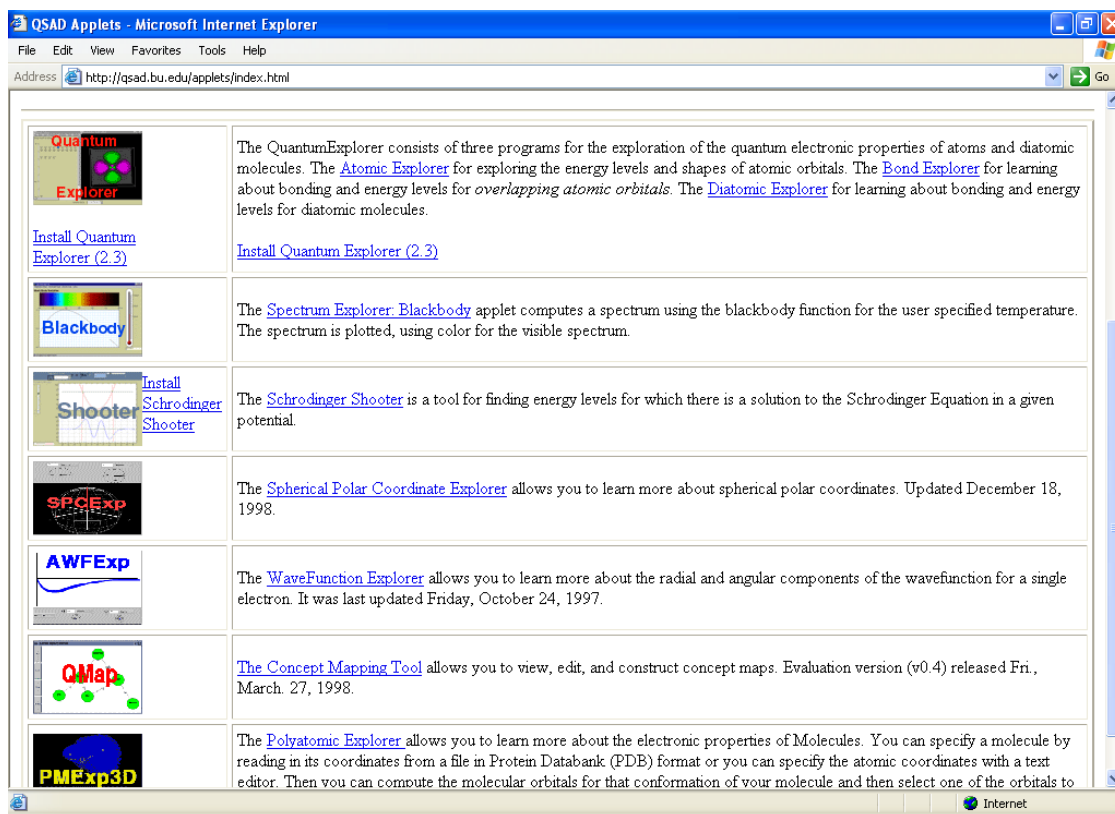 QSAD Applets - Microsoft Internet Explorer
File Edit View Favorites Tools Help
Address http://qsad.bu.edu/applets/index.html Go
Quantum
Explorer
Install Quantum
Explorer (2.3)
The QuantumExplorer consists of three programs for the exploration of the quantum electronic properties of atoms and diatomic
molecules. The Atomic Explorer for exploring the energy levels and shapes of atomic orbitals. The Bond Explorer for learning
about bonding and energy levels for overlapping atomic orbitals. The Diatomic Explorer for learning about bonding and energy
levels for diatomic molecules.
Install Quantum Explorer (2.3)
Blackbody
The Spectrum Explorer: Blackbody applet computes a spectrum using the blackbody function for the user specified temperature.
The spectrum is plotted, using color for the visible spectrum.
Shooter
Install
Schrodinger
Shooter
The Schrodinger Shooter is a tool for finding energy levels for which there is a solution to the Schrodinger Equation in a given
potential.
SPCExp
The Spherical Polar Coordinate Explorer allows you to learn more about spherical polar coordinates. Updated December 18,
1998.
AWFExp
The WaveFunction Explorer allows you to learn more about the radial and angular components of the wavefunction for a single
electron. It was last updated Friday, October 24, 1997.
QMap
The Concept Mapping Tool allows you to view, edit, and construct concept maps. Evaluation version (v0.4) released Fri.,
March. 27, 1998.
PMExp3D
The Polyatomic Explorer allows you to learn more about the electronic properties of Molecules. You can specify a molecule by
reading in its coordinates from a file in Protein Databank (PDB) format or you can specify the atomic coordinates with a text
editor. Then you can compute the molecular orbitals for that conformation of your molecule and then select one of the orbitals to
Internet